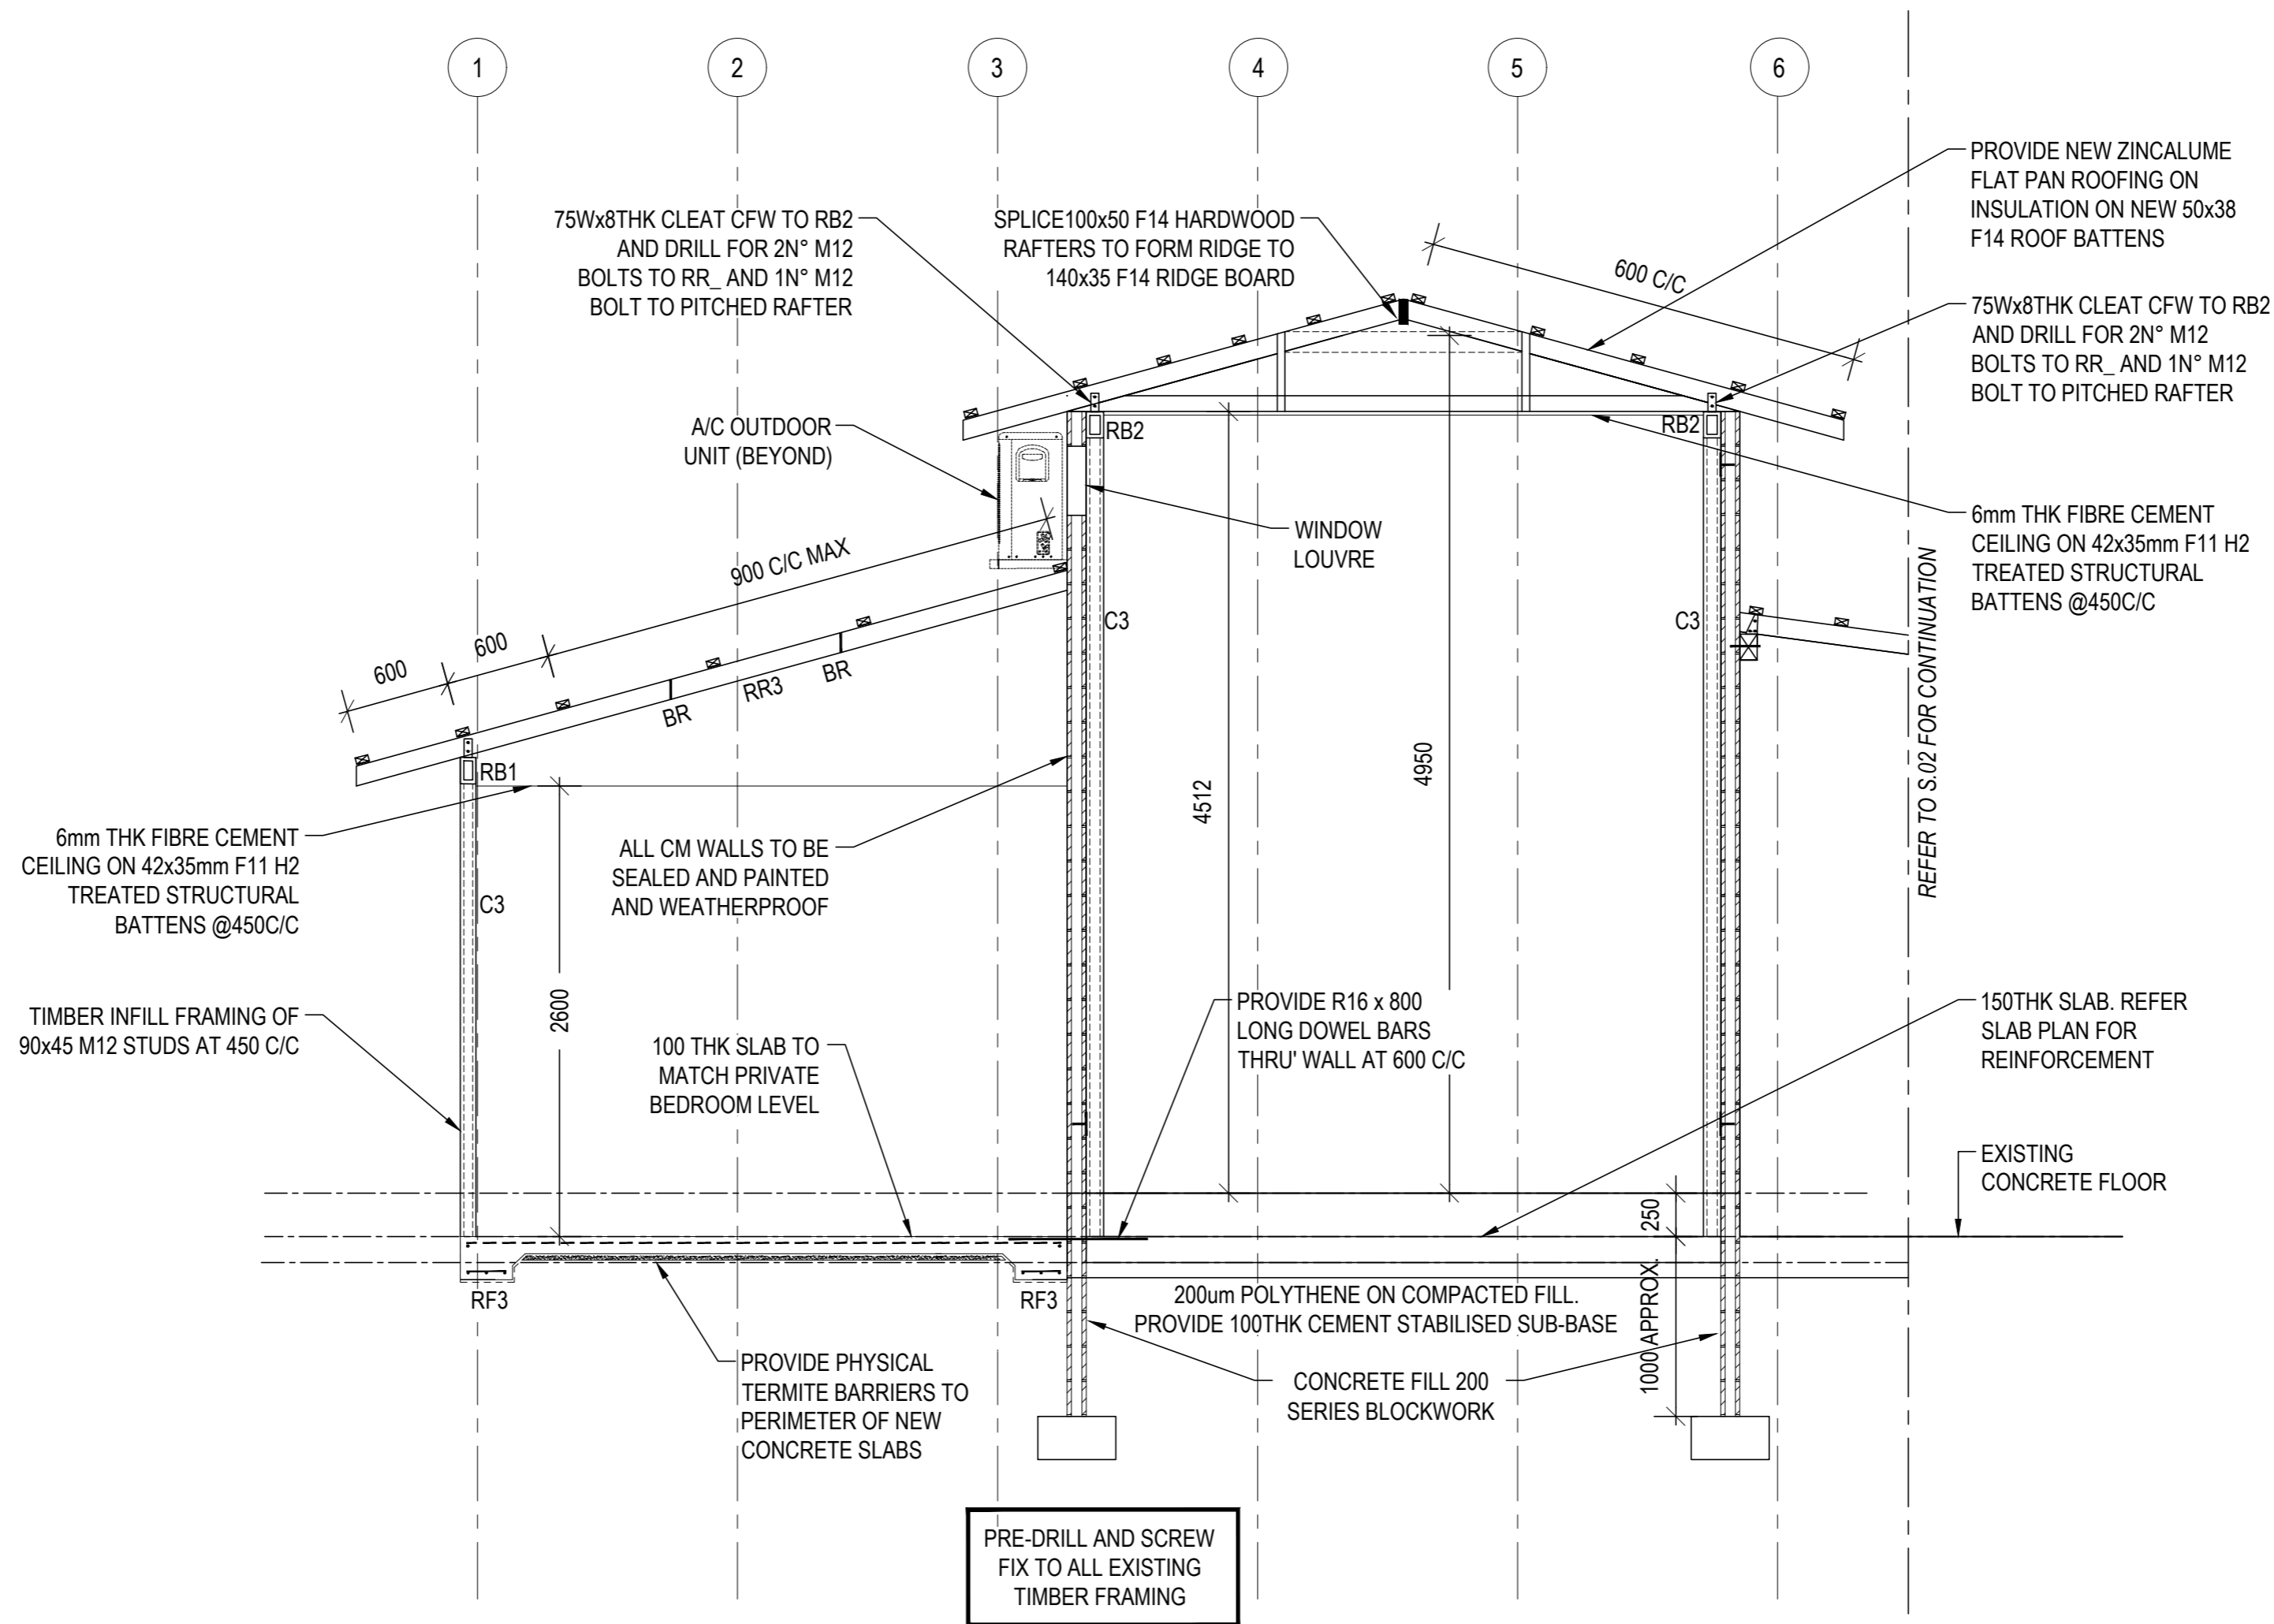 1
2
3
4
5
6
PROVIDE NEW ZINCALUME
FLAT PAN ROOFING ON
INSULATION ON NEW 50x38
F14 ROOF BATTENS
75Wx8THK CLEAT CFW TO RB2
AND DRILL FOR 2N° M12
BOLTS TO RR_ AND 1N° M12
BOLT TO PITCHED RAFTER
SPLICE100x50 F14 HARDWOOD
RAFTERS TO FORM RIDGE TO
140x35 F14 RIDGE BOARD
600 C/C
75Wx8THK CLEAT CFW TO RB2
AND DRILL FOR 2N° M12
BOLTS TO RR_ AND 1N° M12
BOLT TO PITCHED RAFTER
A/C OUTDOOR
UNIT (BEYOND)
RB2
RB2
WINDOW
LOUVRE
6mm THK FIBRE CEMENT
CEILING ON 42x35mm F11 H2
TREATED STRUCTURAL
BATTENS @450C/C
REFER TO S.02 FOR CONTINUATION
900 C/C MAX
600
600
C3
C3
BR
RR3
BR
RB1
4512
4950
6mm THK FIBRE CEMENT
CEILING ON 42x35mm F11 H2
TREATED STRUCTURAL
BATTENS @450C/C
C3
ALL CM WALLS TO BE
SEALED AND PAINTED
AND WEATHERPROOF
2600
TIMBER INFILL FRAMING OF
90x45 M12 STUDS AT 450 C/C
100 THK SLAB TO
MATCH PRIVATE
BEDROOM LEVEL
PROVIDE R16 x 800
LONG DOWEL BARS
THRU' WALL AT 600 C/C
150THK SLAB. REFER
SLAB PLAN FOR
REINFORCEMENT
EXISTING
CONCRETE FLOOR
250
1000 APPROX.
RF3
RF3
200um POLYTHENE ON COMPACTED FILL.
PROVIDE 100THK CEMENT STABILISED SUB-BASE
PROVIDE PHYSICAL
TERMITE BARRIERS TO
PERIMETER OF NEW
CONCRETE SLABS
CONCRETE FILL 200
SERIES BLOCKWORK
PRE-DRILL AND SCREW
FIX TO ALL EXISTING
TIMBER FRAMING